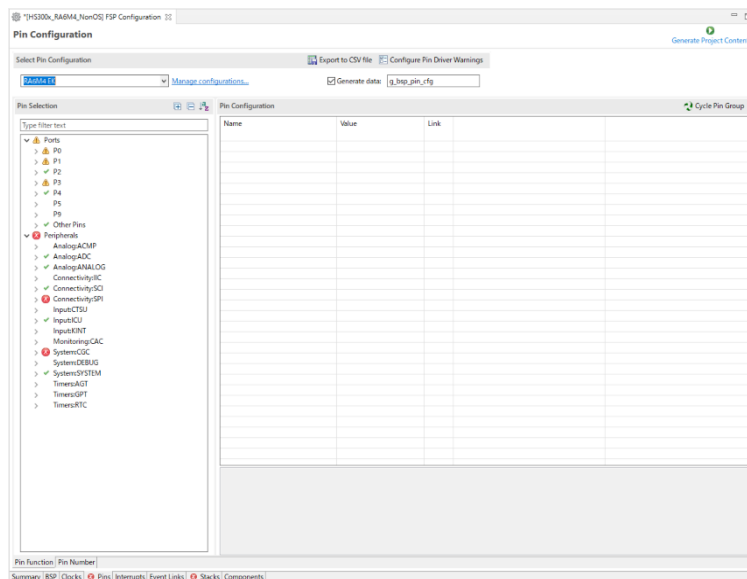 *[HS300x_RA6M4_NonOS] FSP Configuration
Pin Configuration
Generate Project Content
Select Pin Configuration
Export to CSV file
Configure Pin Driver Warnings
RA6M4 EK
Manage configurations...
Generate data:
g_bsp_pin_cfg
Pin Selection
Pin Configuration
Cycle Pin Group
Type filter text
Name Value Link
Ports
P0
P1
P2
P3
P4
P5
P9
Other Pins
Peripherals
Analog:ACMP
Analog:ADC
Analog:ANALOG
Connectivity:IIC
Connectivity:SCI
Connectivity:SPI
Input:CTSU
Input:ICU
Input:KINT
Monitoring:CAC
System:CGC
System:DEBUG
System:SYSTEM
Timers:AGT
Timers:GPT
Timers:RTC
Pin Function Pin Number
Summary BSP Clocks Pins Interrupts Event Links Stacks Components